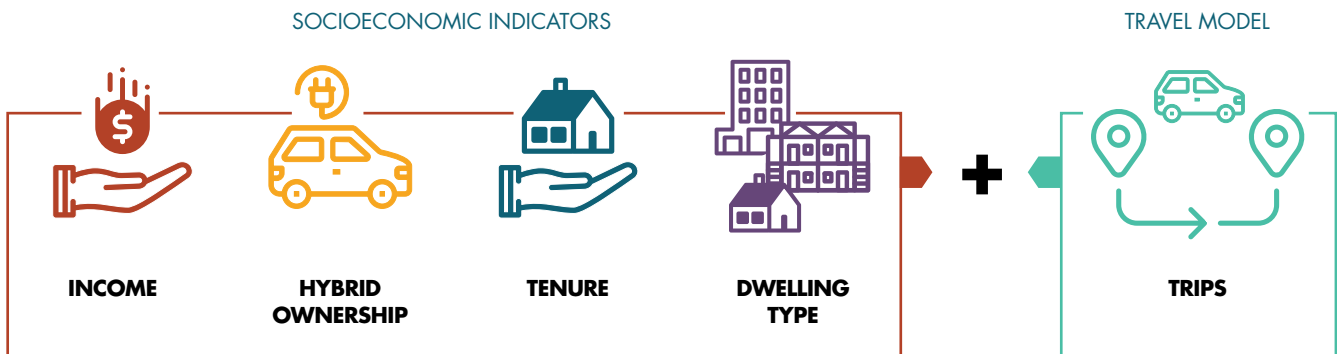 SOCIOECONOMIC INDICATORS
TRAVEL MODEL
$
INCOME
HYBRID
OWNERSHIP
TENURE
DWELLING
TYPE
TRIPS